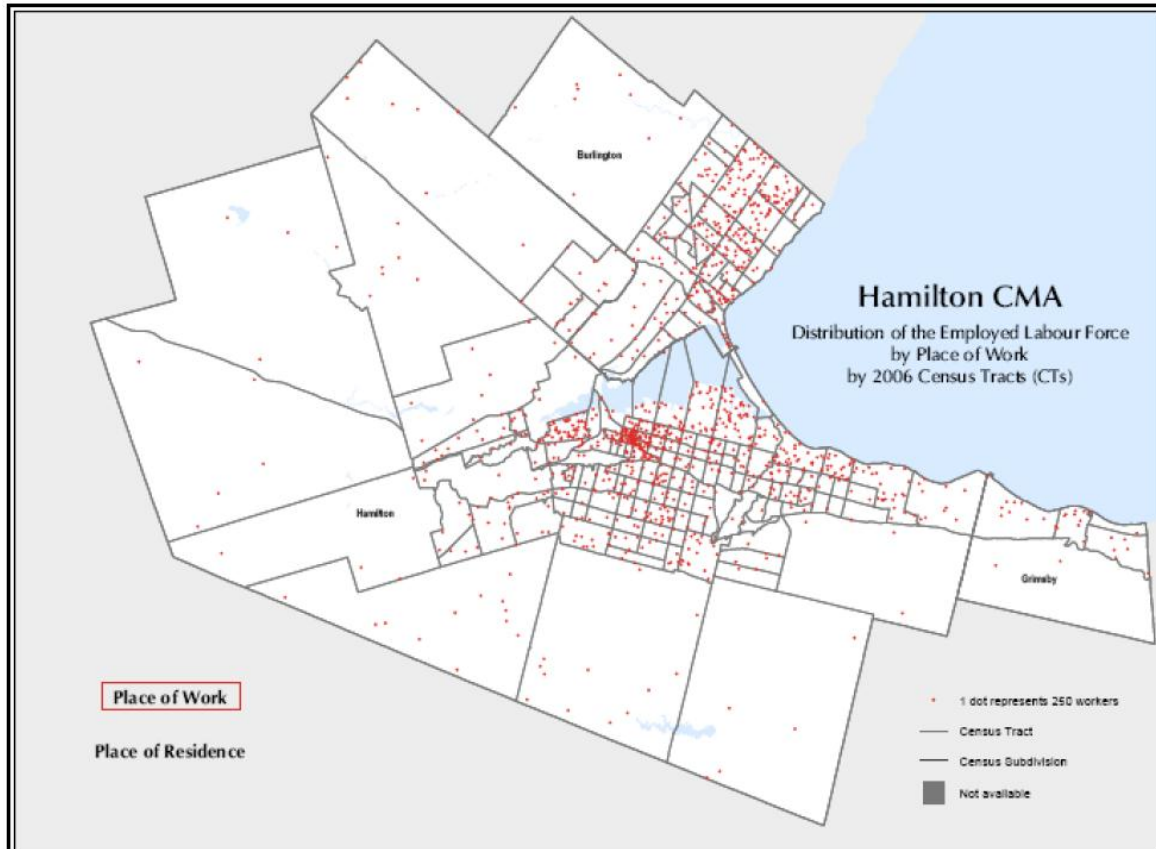 Burlington
Hamilton CMA
Distribution of the Employed Labour Force
by Place of Work
by 2006 Census Tracts (CTs)
Hamilton
Grimsby
Place of Work
Place of Residence
1 dot represents 250 workers
Census Tract
Census Subdivision
Not available